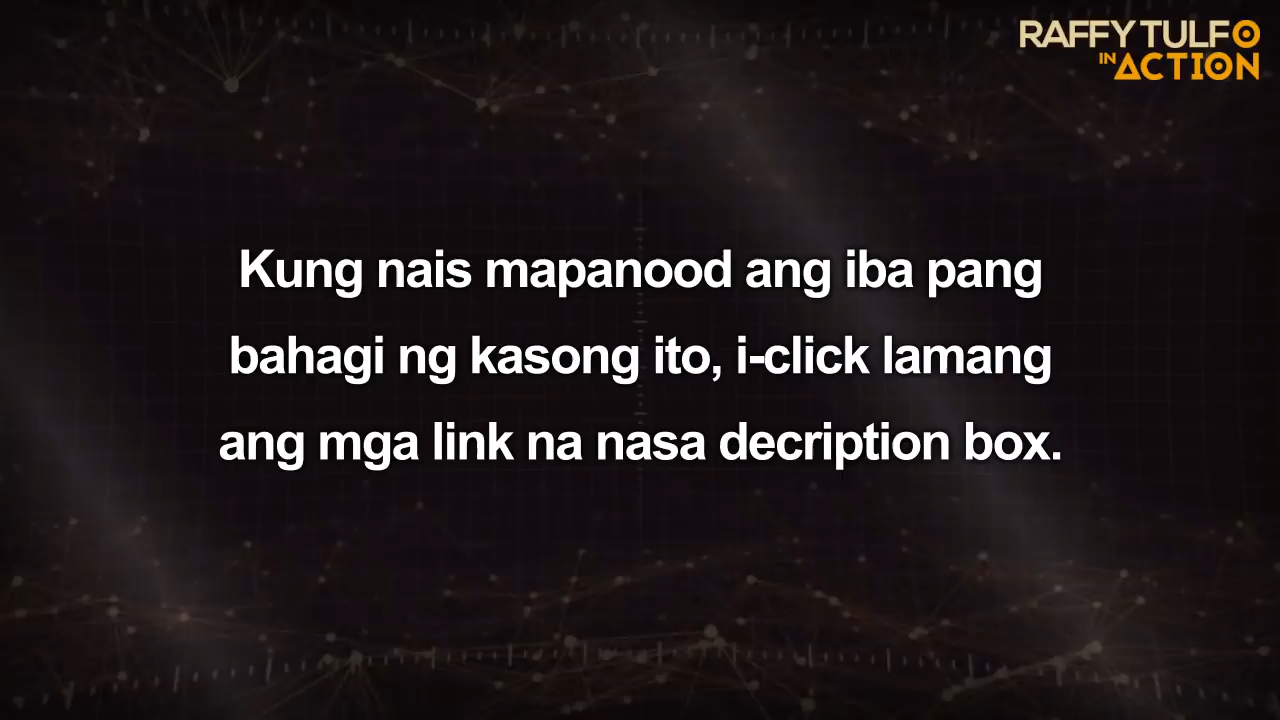 RAFFY TULFO
IN ACTION
Kung nais mapanood ang iba pang
bahagi ng kasong ito, i-click lamang
ang mga link na nasa decription box.